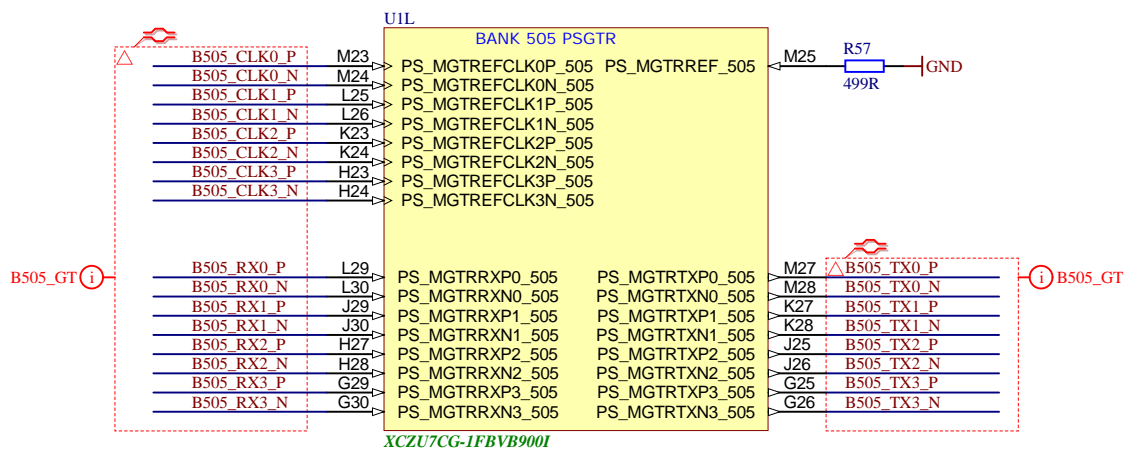 U1L
BANK 505 PSGTR
B505_CLK0_P M23 PS_MGTREFCLK0P_505 PS_MGTRREF_505 M25 R57 499R GND
B505_CLK0_N M24 PS_MGTREFCLK0N_505
B505_CLK1_P L25 PS_MGTREFCLK1P_505
B505_CLK1_N L26 PS_MGTREFCLK1N_505
B505_CLK2_P K23 PS_MGTREFCLK2P_505
B505_CLK2_N K24 PS_MGTREFCLK2N_505
B505_CLK3_P H23 PS_MGTREFCLK3P_505
B505_CLK3_N H24 PS_MGTREFCLK3N_505
B505_GT i
B505_RX0_P L29 PS_MGTRRXP0_505 PS_MGTRTXP0_505 M27 B505_TX0_P
i B505_GT
B505_RX0_N L30 PS_MGTRRXN0_505 PS_MGTRTXN0_505 M28 B505_TX0_N
B505_RX1_P J29 PS_MGTRRXP1_505 PS_MGTRTXP1_505 K27 B505_TX1_P
B505_RX1_N J30 PS_MGTRRXN1_505 PS_MGTRTXN1_505 K28 B505_TX1_N
B505_RX2_P H27 PS_MGTRRXP2_505 PS_MGTRTXP2_505 J25 B505_TX2_P
B505_RX2_N H28 PS_MGTRRXN2_505 PS_MGTRTXN2_505 J26 B505_TX2_N
B505_RX3_P G29 PS_MGTRRXP3_505 PS_MGTRTXP3_505 G25 B505_TX3_P
B505_RX3_N G30 PS_MGTRRXN3_505 PS_MGTRTXN3_505 G26 B505_TX3_N
XCZU7CG-1FBVB900I